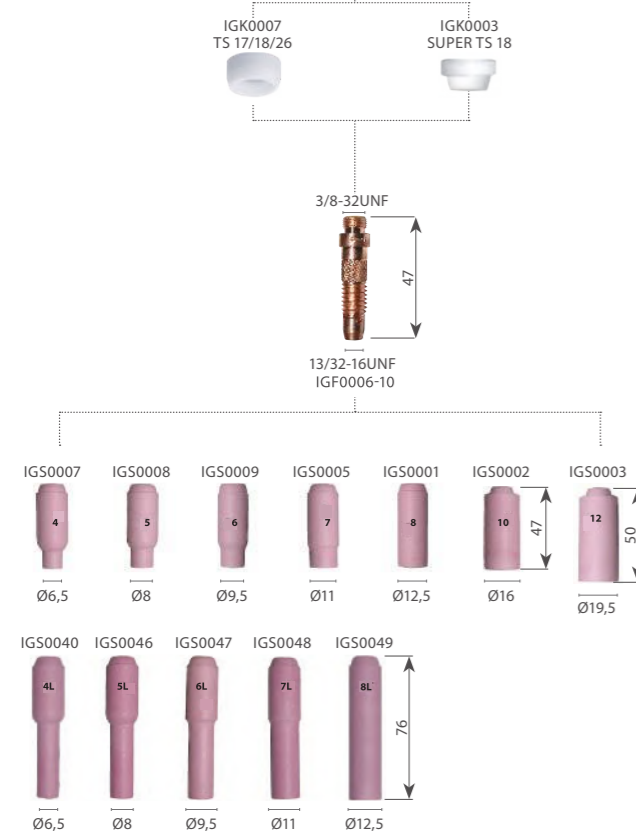 IGK0007
TS 17/18/26
IGK0003
SUPER TS 18
3/8-32UNF
47
13/32-16UNF
IGF0006-10
IGS0007 IGS0008 IGS0009 IGS0005 IGS0001 IGS0002 IGS0003
4 5 6 7 8 10 12
47
50
Ø6,5 Ø8 Ø9,5 Ø11 Ø12,5 Ø16 Ø19,5
IGS0040 IGS0046 IGS0047 IGS0048 IGS0049
4L 5L 6L 7L 8L
76
Ø6,5 Ø8 Ø9,5 Ø11 Ø12,5